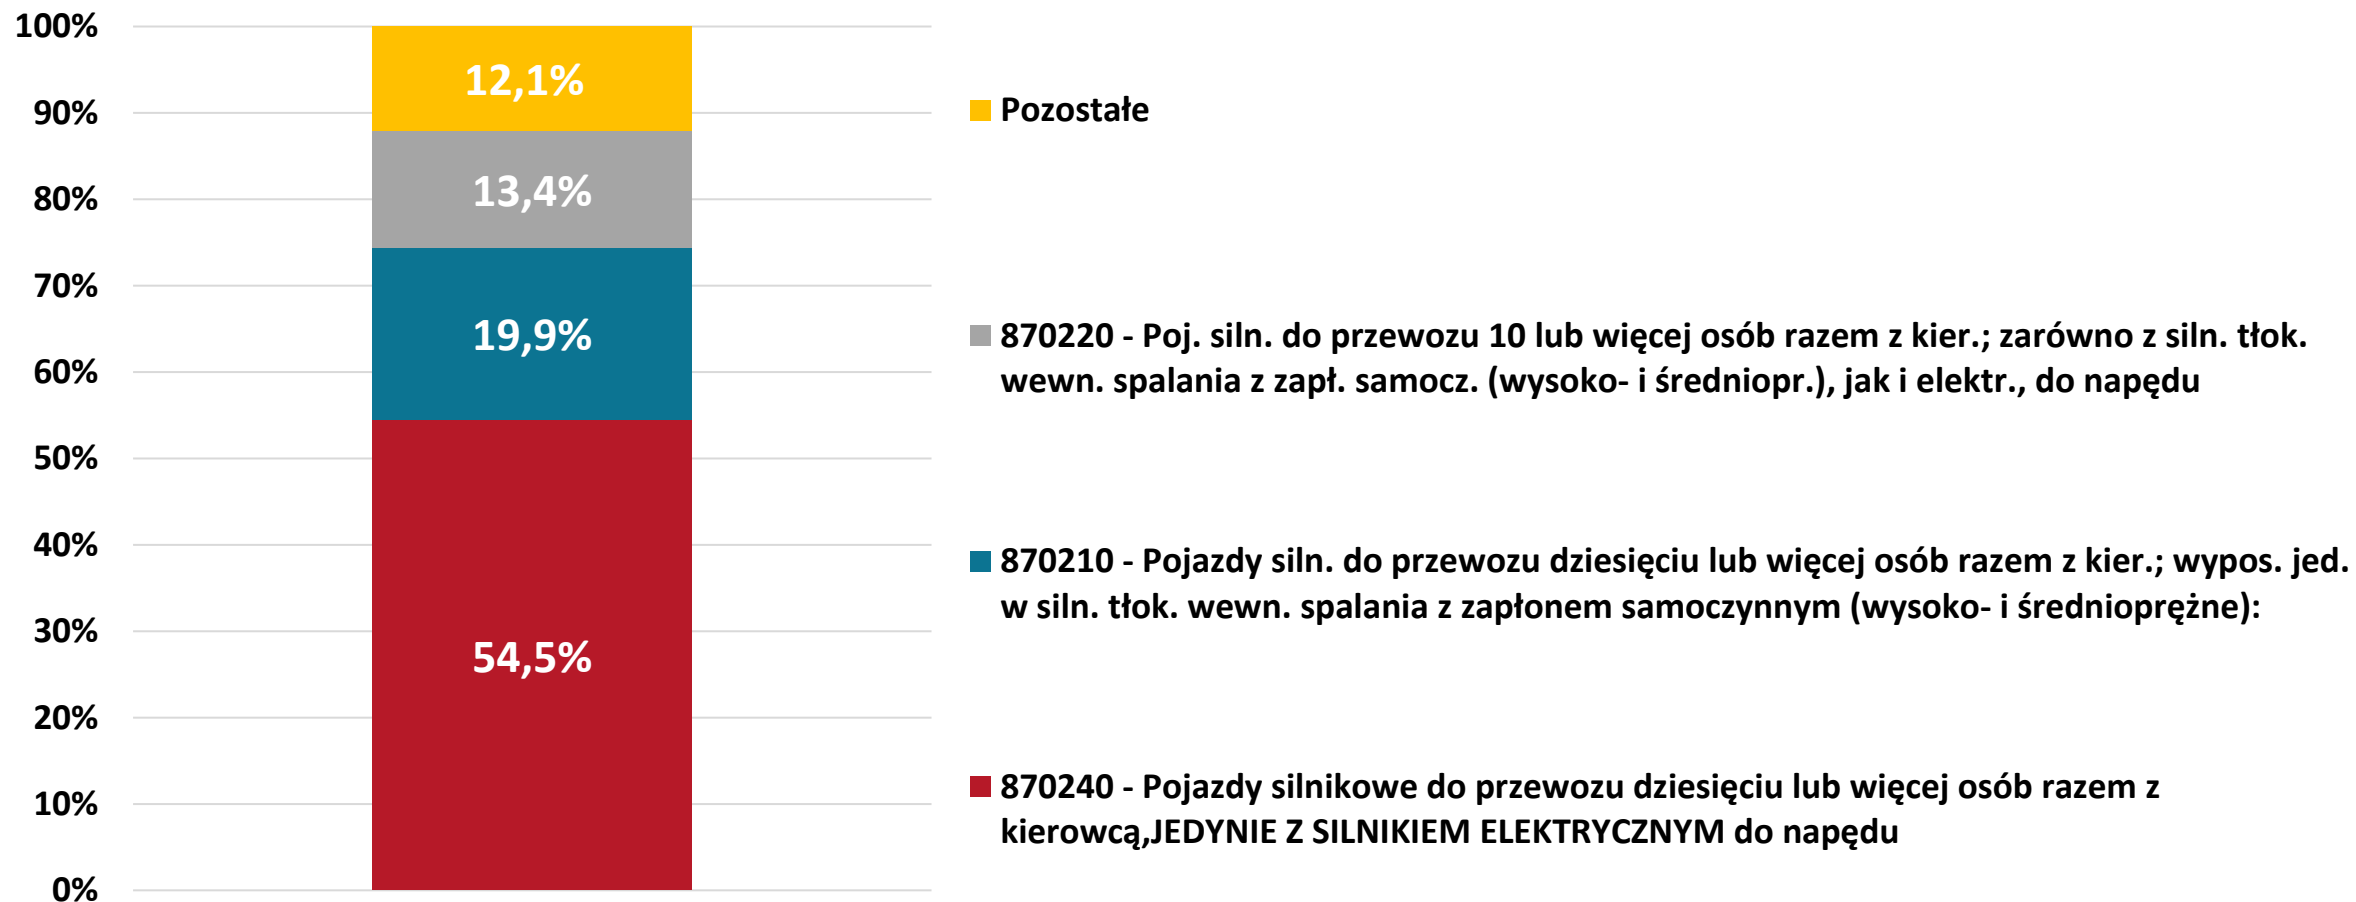 100%
90%
80%
70%
60%
50%
40%
30%
20%
10%
0%
12,1%
13,4%
19,9%
54,5%
Pozostałe
870220 - Poj. siln. do przewozu 10 lub więcej osób razem z kier.; zarówno z siln. tłok.
wewn. spalania z zapł. samocz. (wysoko- i średniopr.), jak i elektr., do napędu
870210 - Pojazdy siln. do przewozu dziesięciu lub więcej osób razem z kier.; wypos. jed.
w siln. tłok. wewn. spalania z zapłonem samoczynnym (wysoko- i średnioprężne):
870240 - Pojazdy silnikowe do przewozu dziesięciu lub więcej osób razem z
kierowcą,JEDYNIE Z SILNIKIEM ELEKTRYCZNYM do napędu